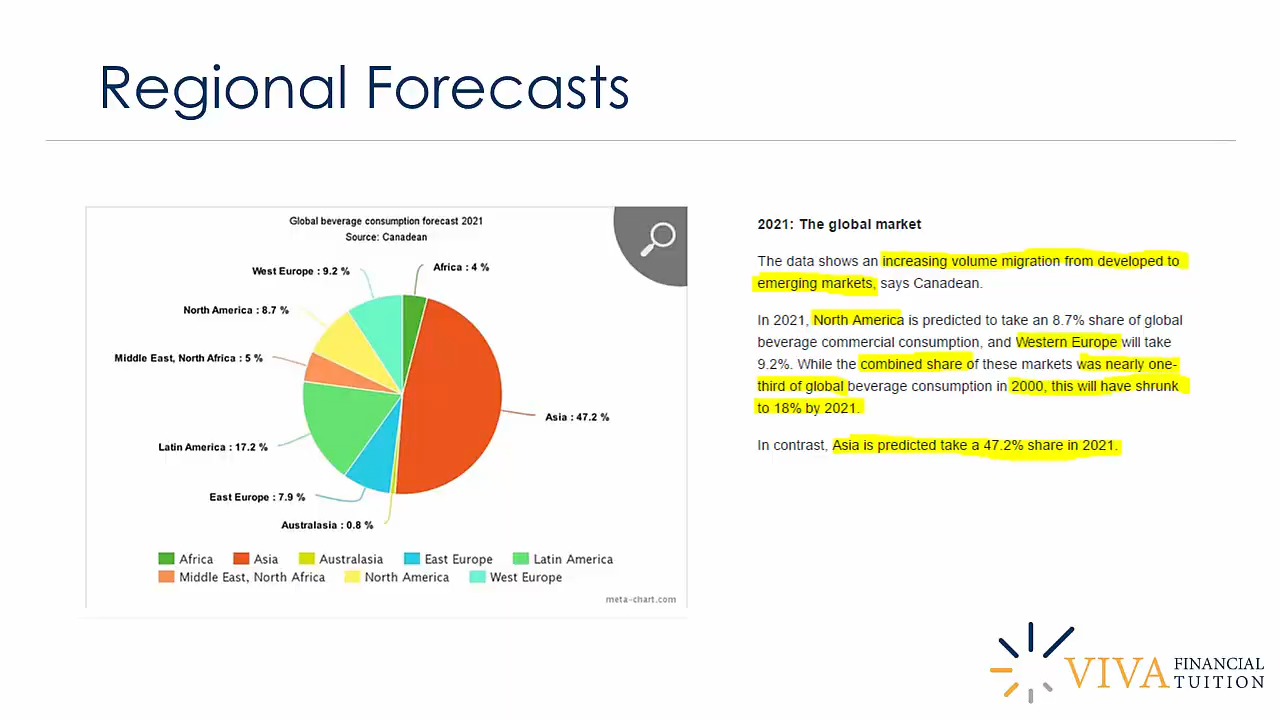 Regional Forecasts
Global beverage consumption forecast 2021
Source: Canadean
West Europe : 9.2 %
Africa : 4 %
North America : 8.7 %
Middle East, North Africa : 5 %
Asia : 47.2 %
Latin America : 17.2 %
East Europe : 7.9 %
Australasia : 0.8 %
Africa Asia Australasia East Europe Latin America
Middle East, North Africa North America West Europe
meta-chart.com
2021: The global market
The data shows an increasing volume migration from developed to
emerging markets, says Canadean.
In 2021, North America is predicted to take an 8.7% share of global
beverage commercial consumption, and Western Europe will take
9.2%. While the combined share of these markets was nearly one-
third of global beverage consumption in 2000, this will have shrunk
to 18% by 2021.
In contrast, Asia is predicted take a 47.2% share in 2021.
VIVA FINANCIAL
TUITION